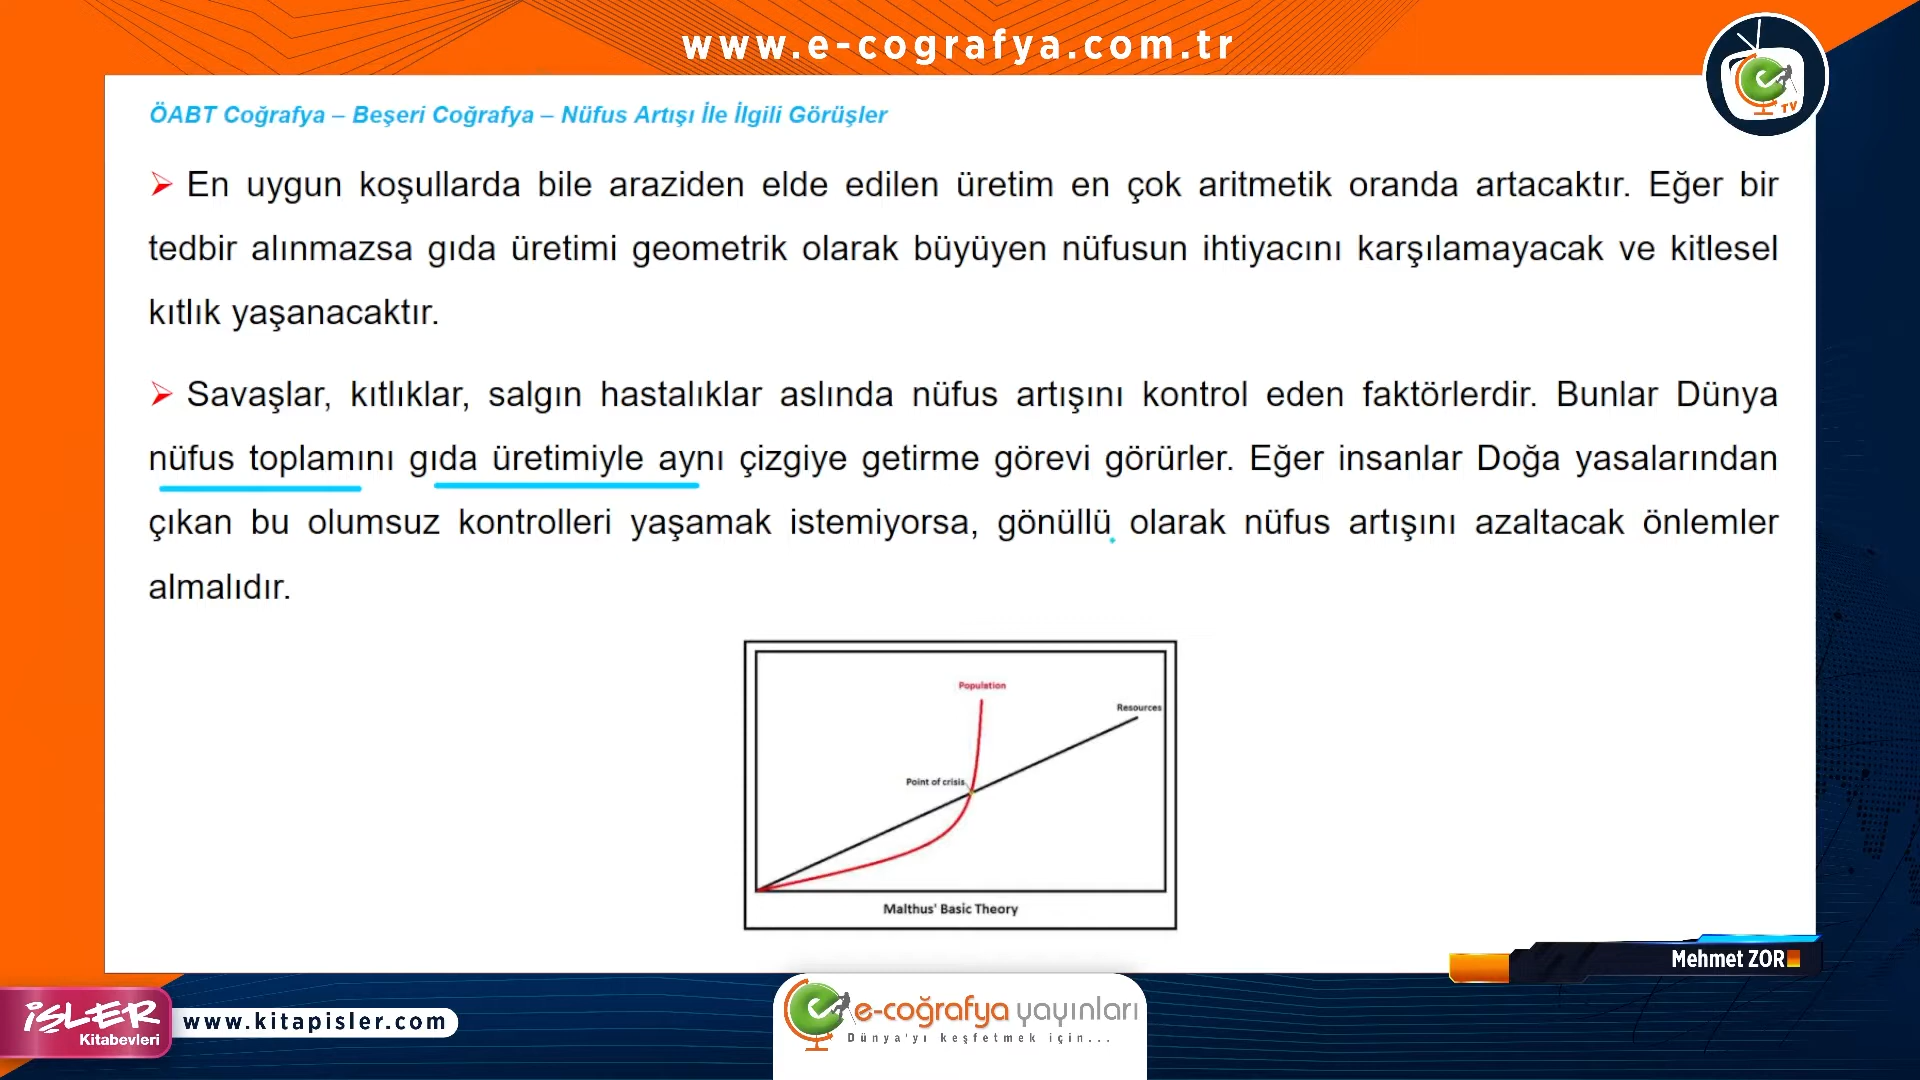 www.e-cografya.com.tr
TV
ÖABT Coğrafya – Beşeri Coğrafya – Nüfus Artışı İle İlgili Görüşler
En uygun koşullarda bile araziden elde edilen üretim en çok aritmetik oranda artacaktır. Eğer bir
tedbir alınmazsa gıda üretimi geometrik olarak büyüyen nüfusun ihtiyacını karşılamayacak ve kitlesel
kıtlık yaşanacaktır.
Savaşlar, kıtlıklar, salgın hastalıklar aslında nüfus artışını kontrol eden faktörlerdir. Bunlar Dünya
nüfus toplamını gıda üretimiyle aynı çizgiye getirme görevi görürler. Eğer insanlar Doğa yasalarından
çıkan bu olumsuz kontrolleri yaşamak istemiyorsa, gönüllü olarak nüfus artışını azaltacak önlemler
almalıdır.
Population
Resources
Point of crisis
Malthus' Basic Theory
Mehmet ZOR
İŞLER
Kitabevleri
www.kitapisler.com
e-coğrafya yayınları
Dünya'yı keşfetmek için...